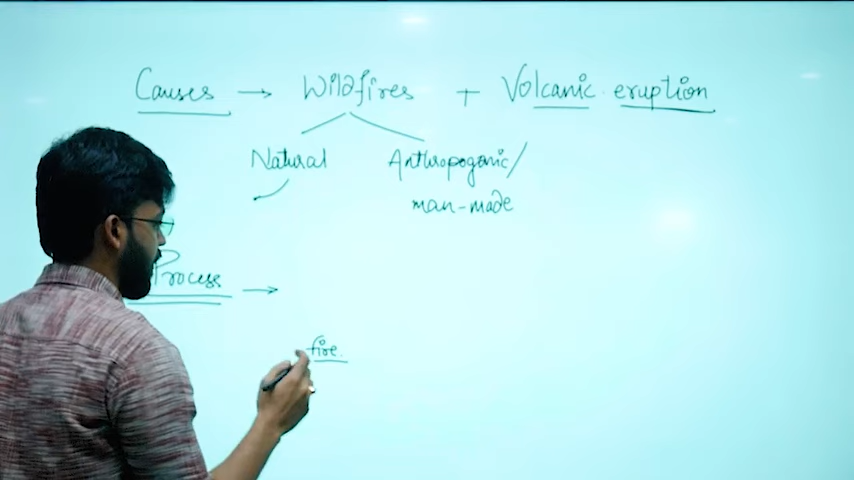 Causes → Wildfires + Volcanic eruption
Natural Anthropogenic/
man-made
Process →
fire.